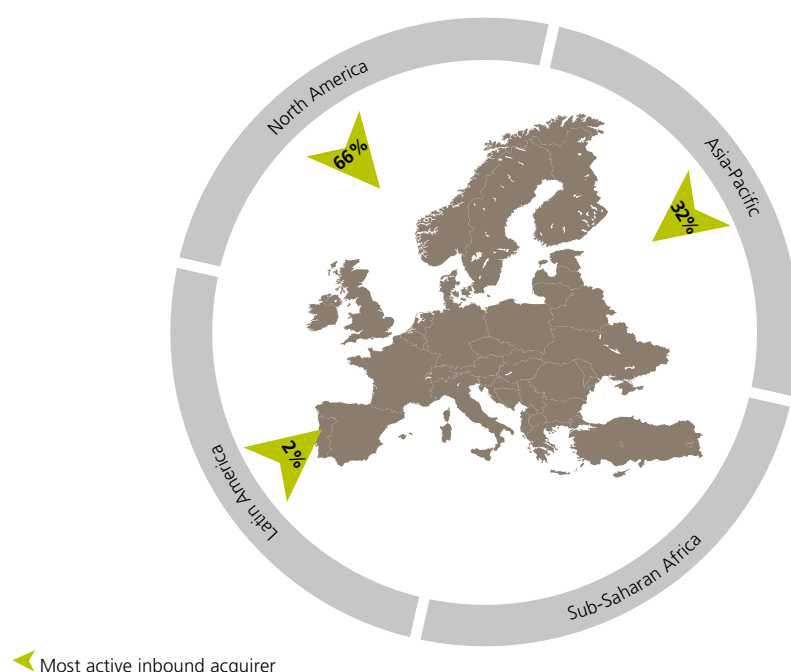 North America
66%
Asia-Pacific
32%
Latin America
2%
Sub-Saharan Africa
Most active inbound acquirer